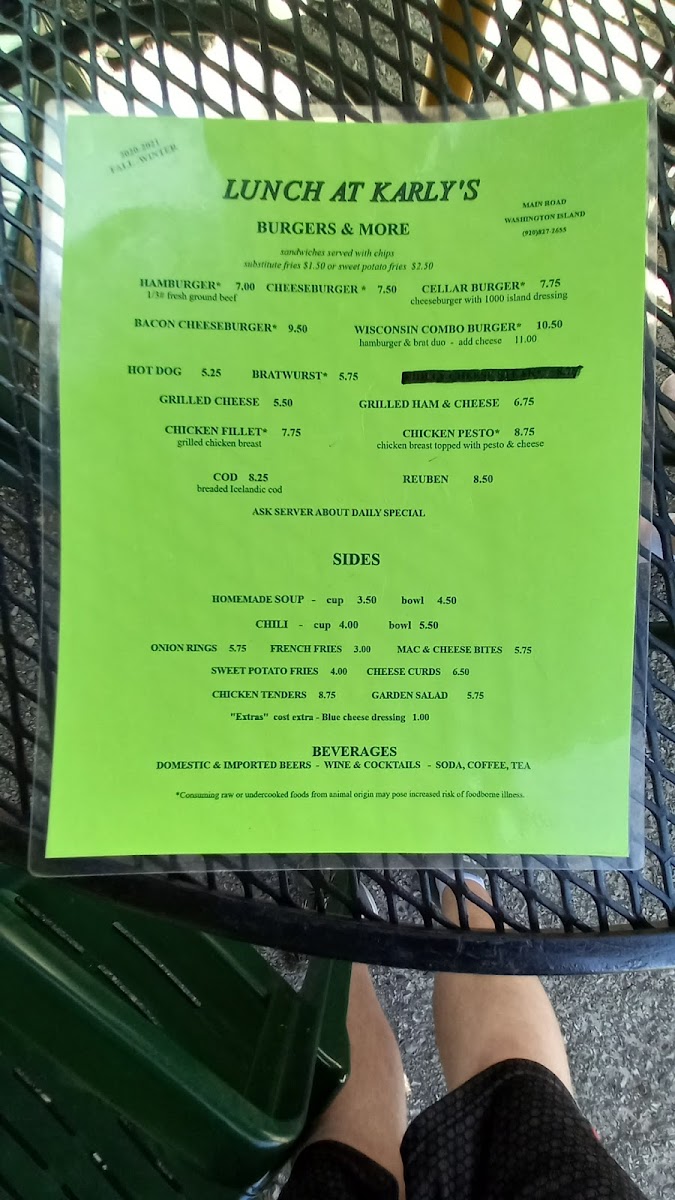 2020-2021
FALL- WINTER
LUNCH AT KARLY'S
MAIN ROAD
WASHINGTON ISLAND
(920)827-2655
BURGERS & MORE
sandwiches served with chips
substitute fries $1.50 or sweet potato fries $2.50
HAMBURGER* 7.00 CHEESEBURGER * 7.50 CELLAR BURGER* 7.75
1/3# fresh ground beef cheeseburger with 1000 island dressing
BACON CHEESEBURGER* 9.50 WISCONSIN COMBO BURGER* 10.50
hamburger & brat duo - add cheese 11.00
HOT DOG 5.25 BRATWURST* 5.75
GRILLED CHEESE 5.50 GRILLED HAM & CHEESE 6.75
CHICKEN FILLET* 7.75 CHICKEN PESTO* 8.75
grilled chicken breast chicken breast topped with pesto & cheese
COD 8.25 REUBEN 8.50
breaded Icelandic cod
ASK SERVER ABOUT DAILY SPECIAL
SIDES
HOMEMADE SOUP - cup 3.50 bowl 4.50
CHILI - cup 4.00 bowl 5.50
ONION RINGS 5.75 FRENCH FRIES 3.00 MAC & CHEESE BITES 5.75
SWEET POTATO FRIES 4.00 CHEESE CURDS 6.50
CHICKEN TENDERS 8.75 GARDEN SALAD 5.75
"Extras" cost extra - Blue cheese dressing 1.00
BEVERAGES
DOMESTIC & IMPORTED BEERS - WINE & COCKTAILS - SODA, COFFEE, TEA
*Consuming raw or undercooked foods from animal origin may pose increased risk of foodborne illness.